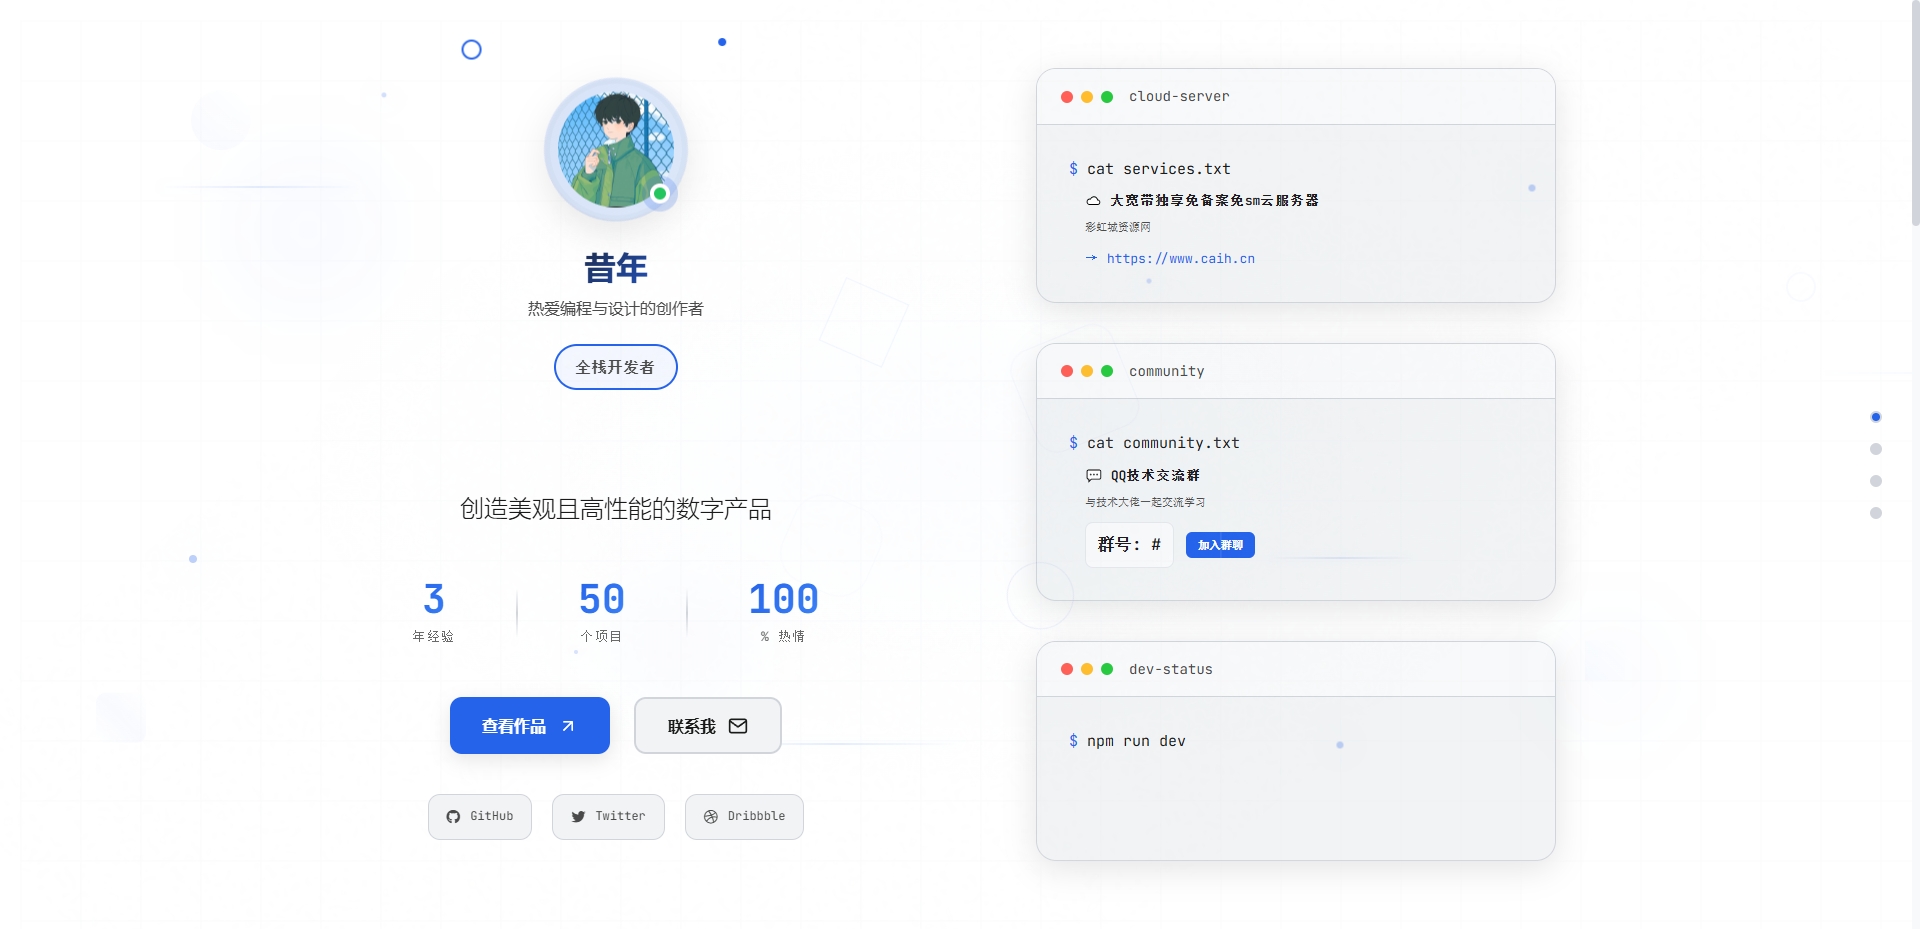 昔年
热爱编程与设计的创作者
全栈开发者
创造美观且高性能的数字产品
3
年经验
50
个项目
100
% 热情
查看作品
联系我
GitHub
Twitter
Dribbble
cloud-server
$ cat services.txt
大宽带独享免备案免sm云服务器
彩虹城资源网
→ https://www.caih.cn
community
$ cat community.txt
QQ技术交流群
与技术大佬一起交流学习
群号: #
加入群聊
dev-status
$ npm run dev